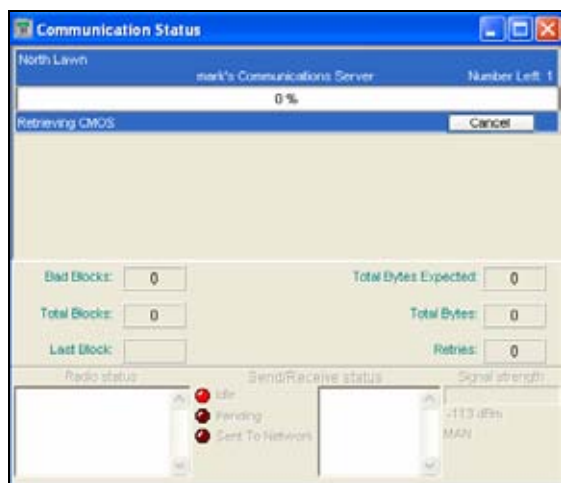 Communication Status
North Lawn
mark's Communications Server Number Left: 1
0 %
Retrieving CMOS Cancel
Bad Blocks: 0 Total Bytes Expected: 0
Total Blocks: 0 Total Bytes: 0
Last Block: Retries: 0
Radio status Send/Receive status Signal strength
Idle
Pending -113 dBm
Sent To Network MAN